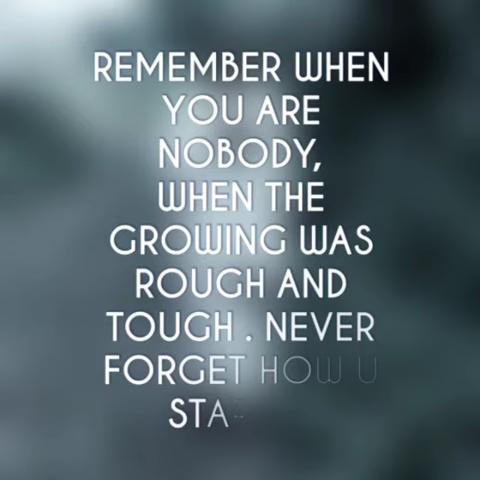 REMEMBER WHEN
YOU ARE
NOBODY,
WHEN THE
GROWING WAS
ROUGH AND
TOUGH . NEVER
FORGET HOW U